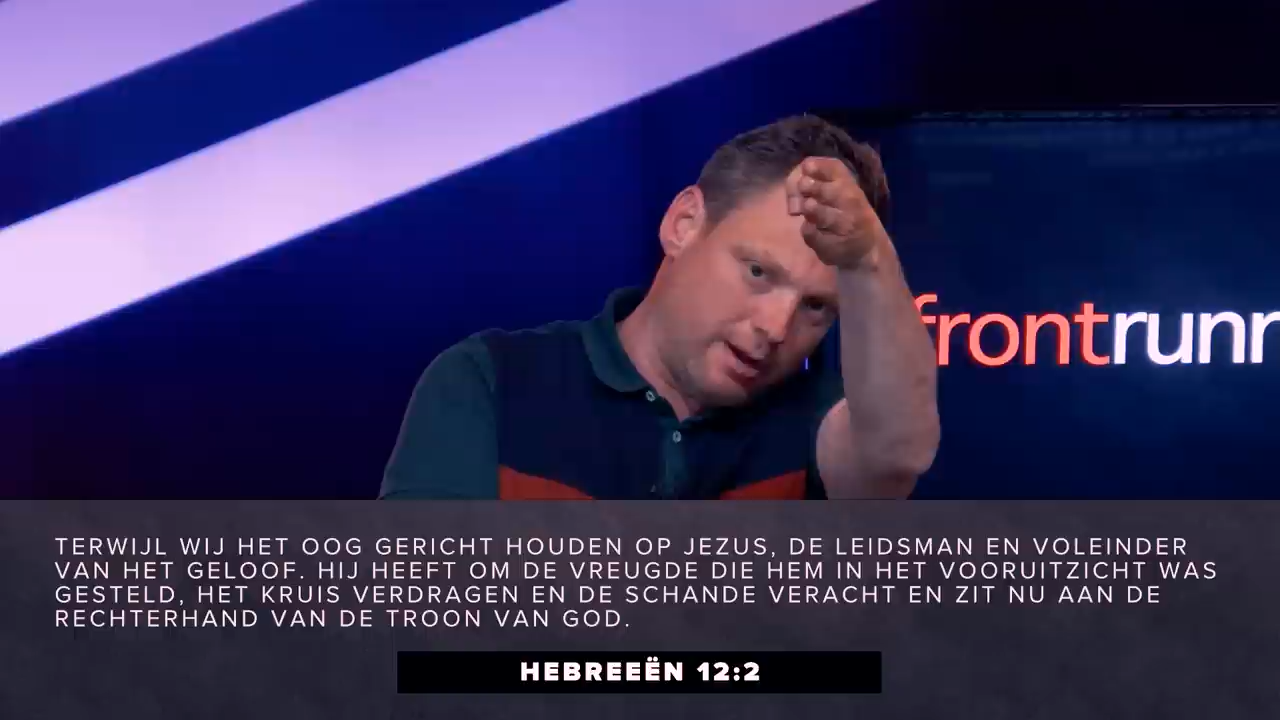 frontrunn
TERWIJL WIJ HET OOG GERICHT HOUDEN OP JEZUS, DE LEIDSMAN EN VOLEINDER
VAN HET GELOOF. HIJ HEEFT OM DE VREUGDE DIE HEM IN HET VOORUITZICHT WAS
GESTELD, HET KRUIS VERDRAGEN EN DE SCHANDE VERACHT EN ZIT NU AAN DE
RECHTERHAND VAN DE TROON VAN GOD.
HEBREEËN 12:2